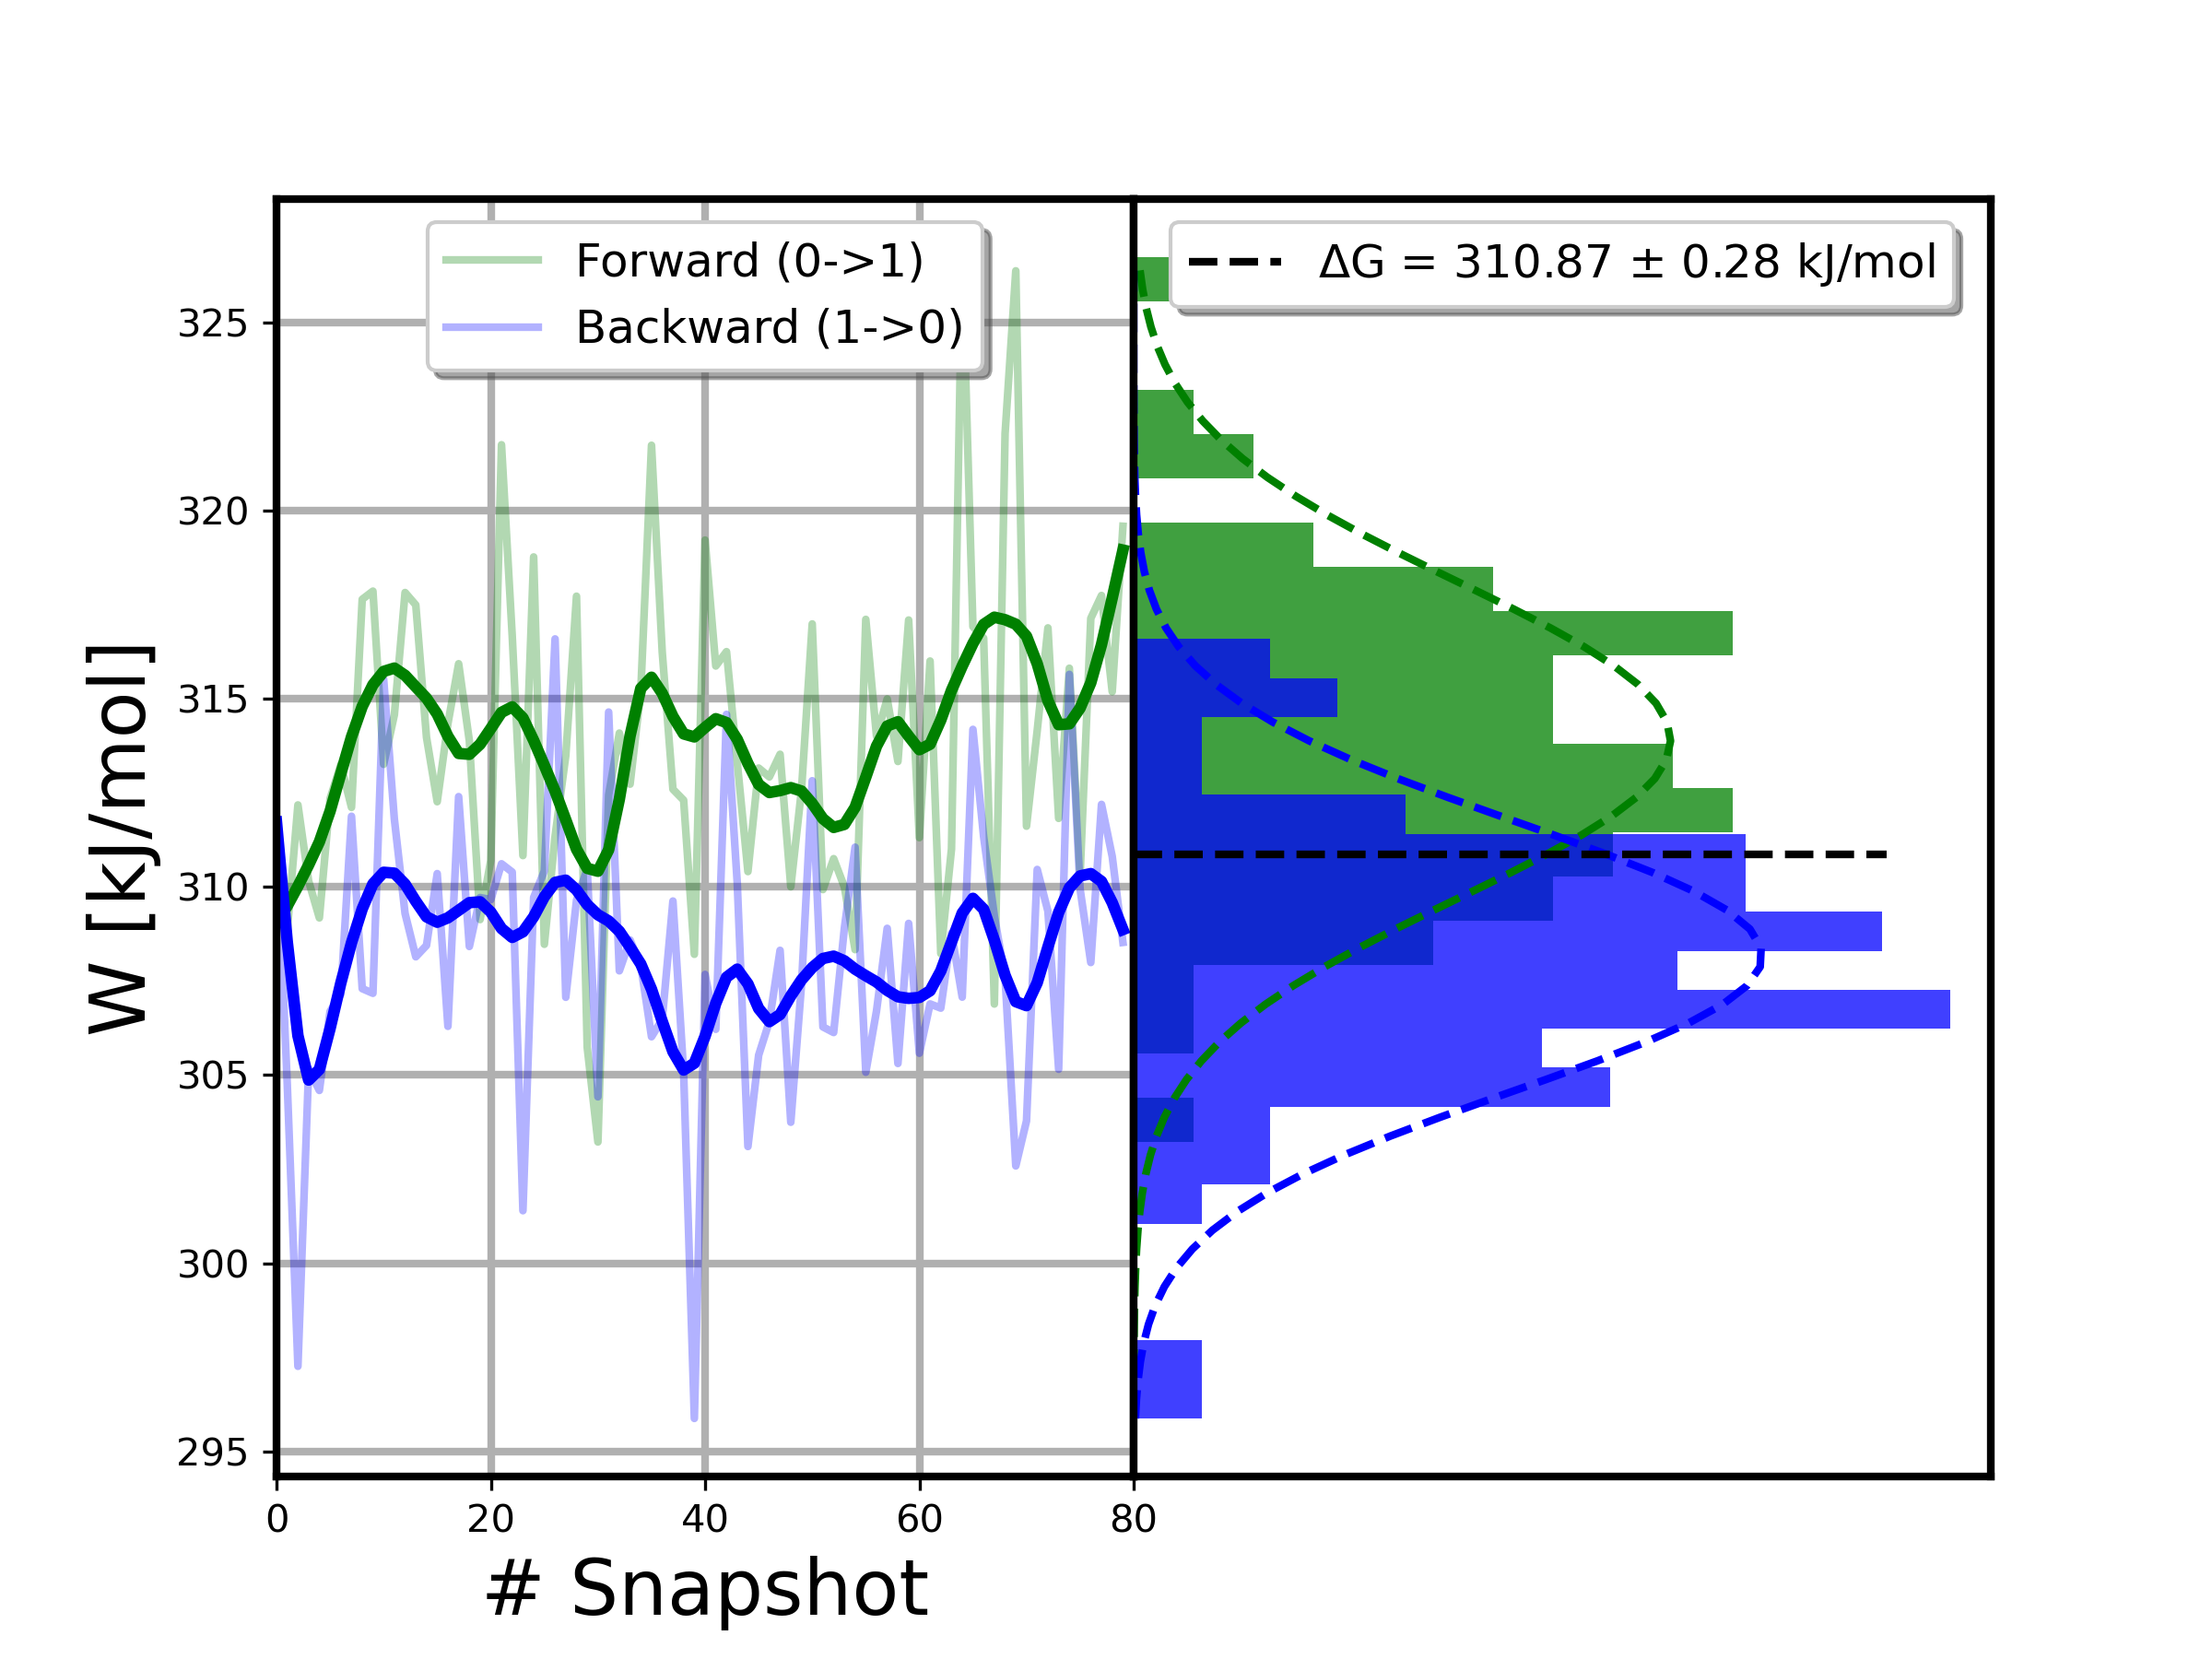 Forward (0->1)
Backward (1->0)
ΔG = 310.87 ± 0.28 kJ/mol
W [kJ/mol]
325
320
315
310
305
300
295
0 20 40 60 80
# Snapshot